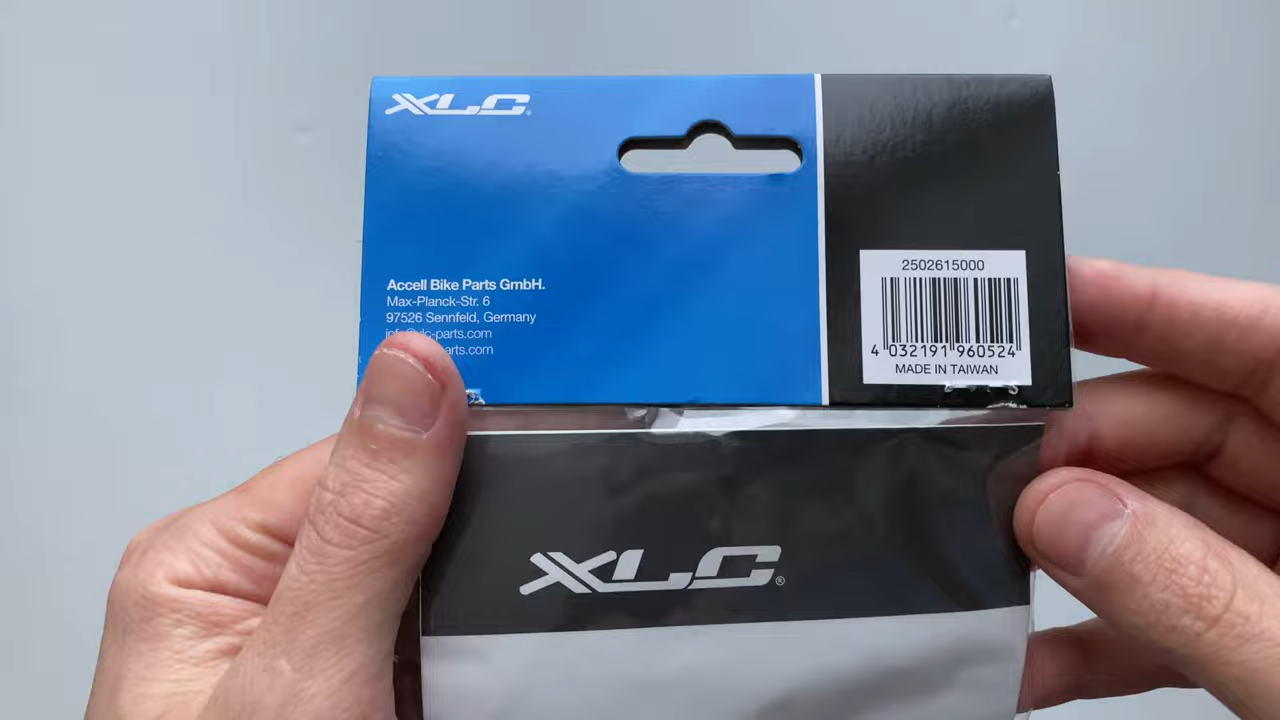 XLC®
Accell Bike Parts GmbH.
Max-Planck-Str. 6
97526 Sennfeld, Germany
2502615000
4 032191 960524
MADE IN TAIWAN
XLC®